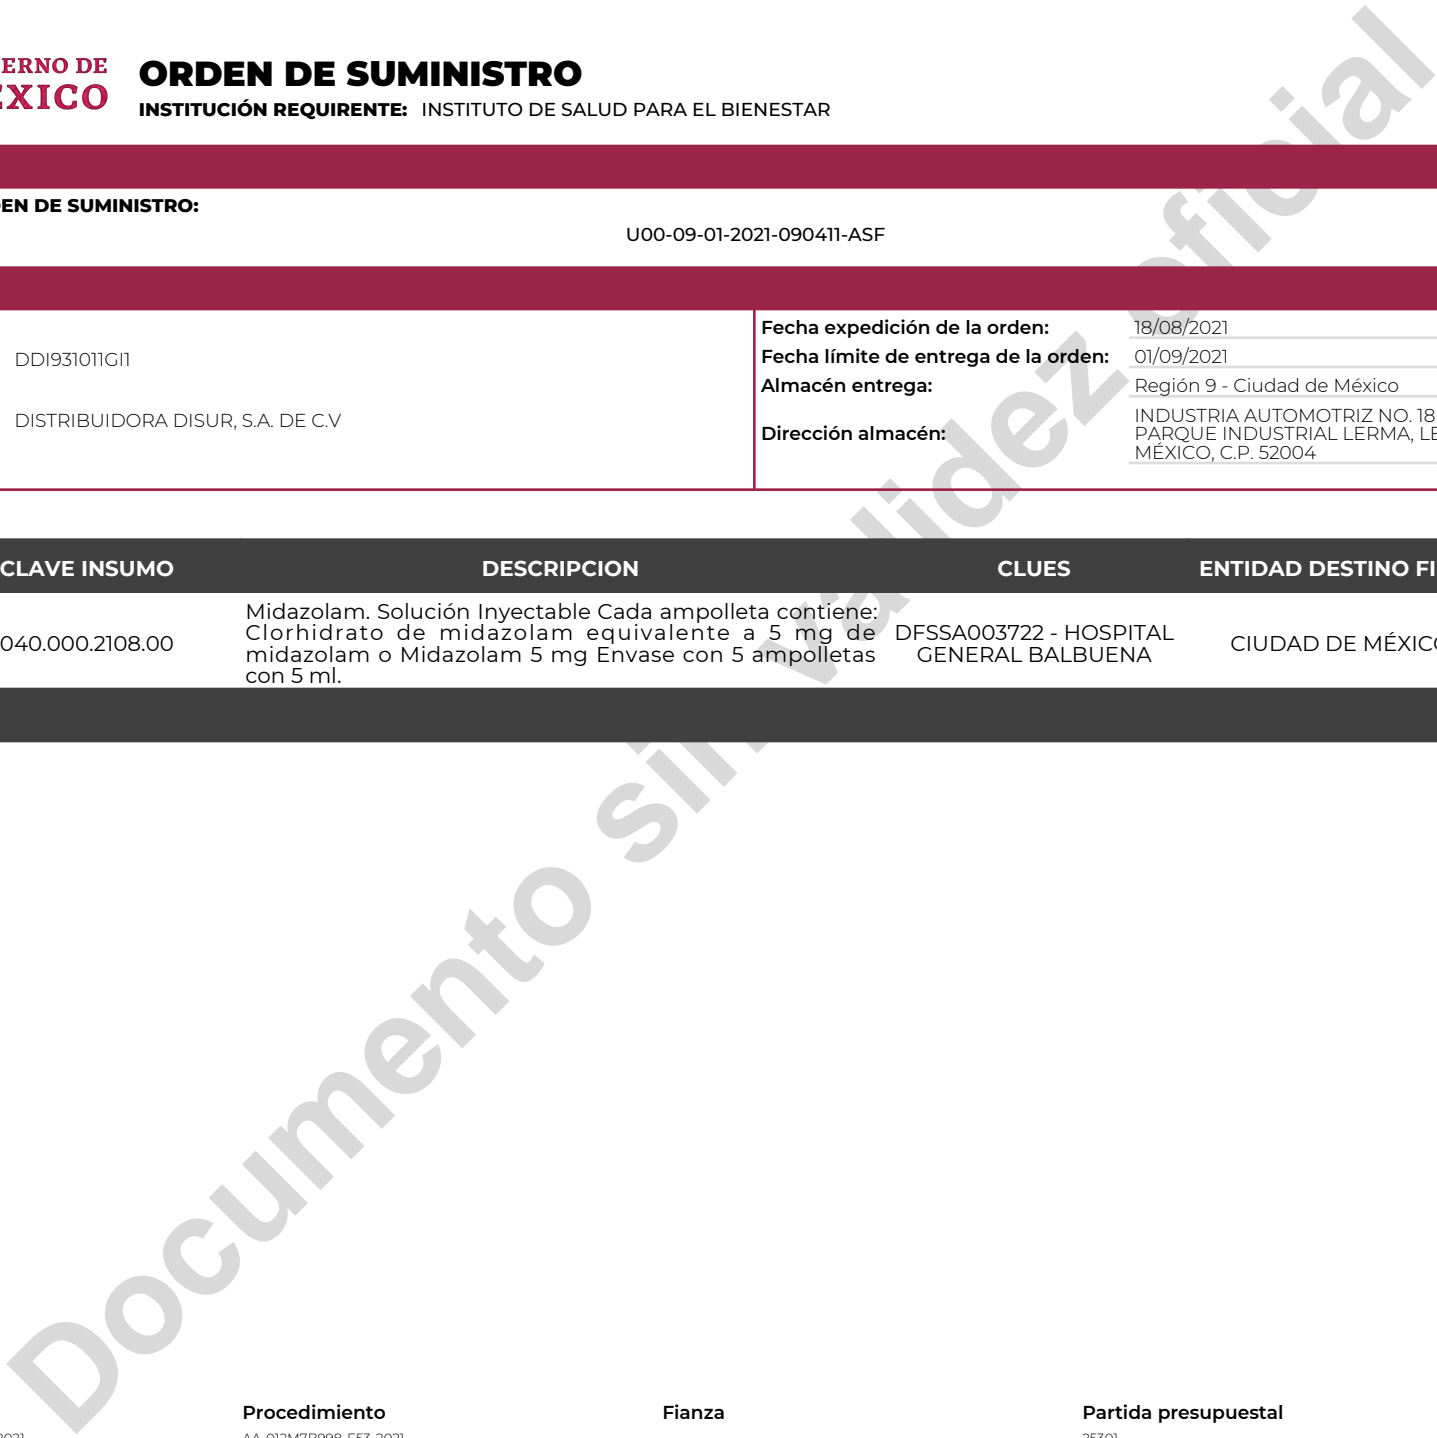 ERNO DE
EXICO
ORDEN DE SUMINISTRO
INSTITUCIÓN REQUIRENTE: INSTITUTO DE SALUD PARA EL BIENESTAR
EN DE SUMINISTRO:
U00-09-01-2021-090411-ASF
DDI931011GI1
DISTRIBUIDORA DISUR, S.A. DE C.V
Fecha expedición de la orden: 18/08/2021
Fecha límite de entrega de la orden: 01/09/2021
Almacén entrega: Región 9 - Ciudad de México
Dirección almacén:
INDUSTRIA AUTOMOTRIZ NO. 18
PARQUE INDUSTRIAL LERMA, LE
MÉXICO, C.P. 52004
CLAVE INSUMO DESCRIPCION CLUES ENTIDAD DESTINO FI
040.000.2108.00
Midazolam. Solución Inyectable Cada ampolleta contiene:
Clorhidrato de midazolam equivalente a 5 mg de
midazolam o Midazolam 5 mg Envase con 5 ampolletas
con 5 ml.
DFSSA003722 - HOSPITAL
GENERAL BALBUENA
CIUDAD DE MÉXICO
Documento sin validez oficial
Procedimiento Fianza Partida presupuestal